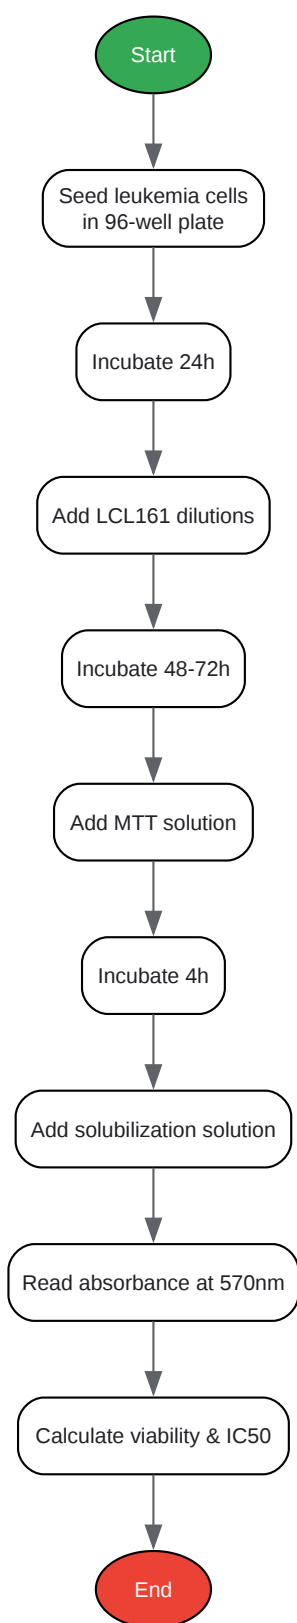 Start
Seed leukemia cells
in 96-well plate
Incubate 24h
Add LCL161 dilutions
Incubate 48-72h
Add MTT solution
Incubate 4h
Add solubilization solution
Read absorbance at 570nm
Calculate viability & IC50
End